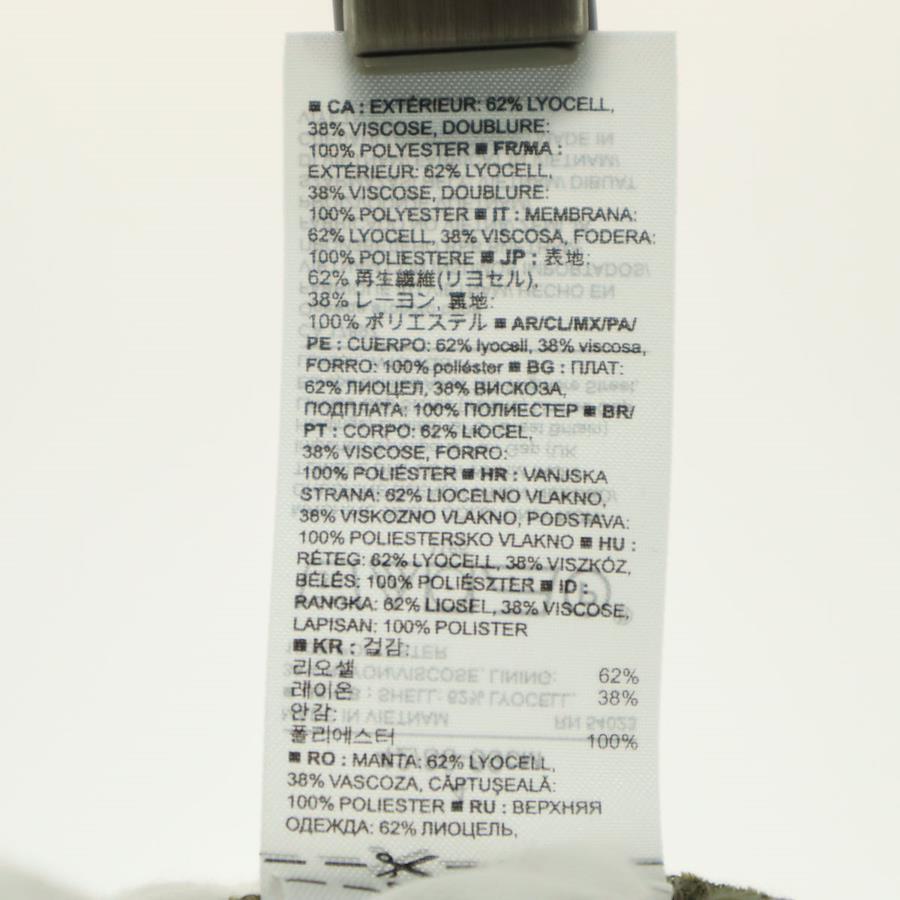 ■ CA : EXTÉRIEUR: 62% LYOCELL,
38% VISCOSE, DOUBLURE:
100% POLYESTER ■ FR/MA :
EXTÉRIEUR: 62% LYOCELL,
38% VISCOSE, DOUBLURE:
100% POLYESTER ■ IT : MEMBRANA:
62% LYOCELL, 38% VISCOSA, FODERA:
100% POLIESTERE ■ JP : 表地:
62% 再生繊維(リヨセル),
38% レーヨン, 裏地:
100% ポリエステル ■ AR/CL/MX/PA/
PE : CUERPO: 62% lyocell, 38% viscosa,
FORRO: 100% poliéster ■ BG : ПЛАТ:
62% ЛИОЦЕЛ, 38% ВИСКОЗА,
ПОДПЛАТА: 100% ПОЛИЕСТЕР ■ BR/
PT : CORPO: 62% LIOCEL,
38% VISCOSE, FORRO:
100% POLIÉSTER ■ HR : VANJSKA
STRANA: 62% LIOCELNO VLAKNO,
38% VISKOZNO VLAKNO, PODSTAVA:
100% POLIESTERSKO VLAKNO ■ HU :
RÉTEG: 62% LYOCELL, 38% VISZKÓZ,
BÉLÉS: 100% POLIÉSZTER ■ ID :
RANGKA: 62% LIOSEL, 38% VISCOSE,
LAPISAN: 100% POLISTER
■ KR : 겉감:
리오셀 62%
레이온 38%
안감:
폴리에스터 100%
■ RO : MANTA: 62% LYOCELL,
38% VASCOZA, CĂPTUŞEALĂ:
100% POLIESTER ■ RU : ВЕРХНЯЯ
ОДЕЖДА: 62% ЛИОЦЕЛЬ,